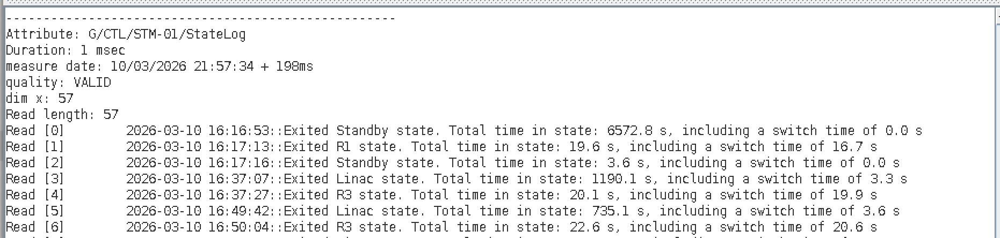 ----------------------------------------------------
Attribute: G/CTL/STM-01/StateLog
Duration: 1 msec
measure date: 10/03/2026 21:57:34 + 198ms
quality: VALID
dim x: 57
Read length: 57
Read [0]	2026-03-10 16:16:53::Exited Standby state. Total time in state: 6572.8 s, including a switch time of 0.0 s
Read [1]	2026-03-10 16:17:13::Exited R1 state. Total time in state: 19.6 s, including a switch time of 16.7 s
Read [2]	2026-03-10 16:17:16::Exited Standby state. Total time in state: 3.6 s, including a switch time of 0.0 s
Read [3]	2026-03-10 16:37:07::Exited Linac state. Total time in state: 1190.1 s, including a switch time of 3.3 s
Read [4]	2026-03-10 16:37:27::Exited R3 state. Total time in state: 20.1 s, including a switch time of 19.9 s
Read [5]	2026-03-10 16:49:42::Exited Linac state. Total time in state: 735.1 s, including a switch time of 3.6 s
Read [6]	2026-03-10 16:50:04::Exited R3 state. Total time in state: 22.6 s, including a switch time of 20.6 s